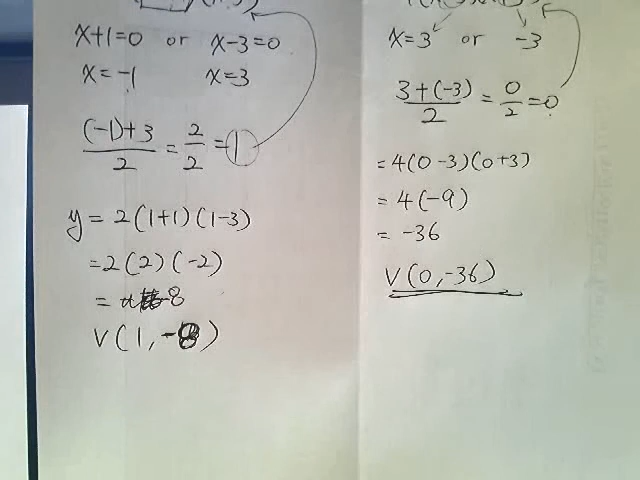 x+1=0 or x-3=0
x=-1 x=3
(-1)+3/2 = 2/2 = 1
y = 2(1+1)(1-3)
=2(2)(-2)
= -8
V(1,-8)
x=3 or -3
3+(-3)/2 = 0/2 = 0
=4(0-3)(0+3)
= 4(-9)
= -36
V(0,-36)